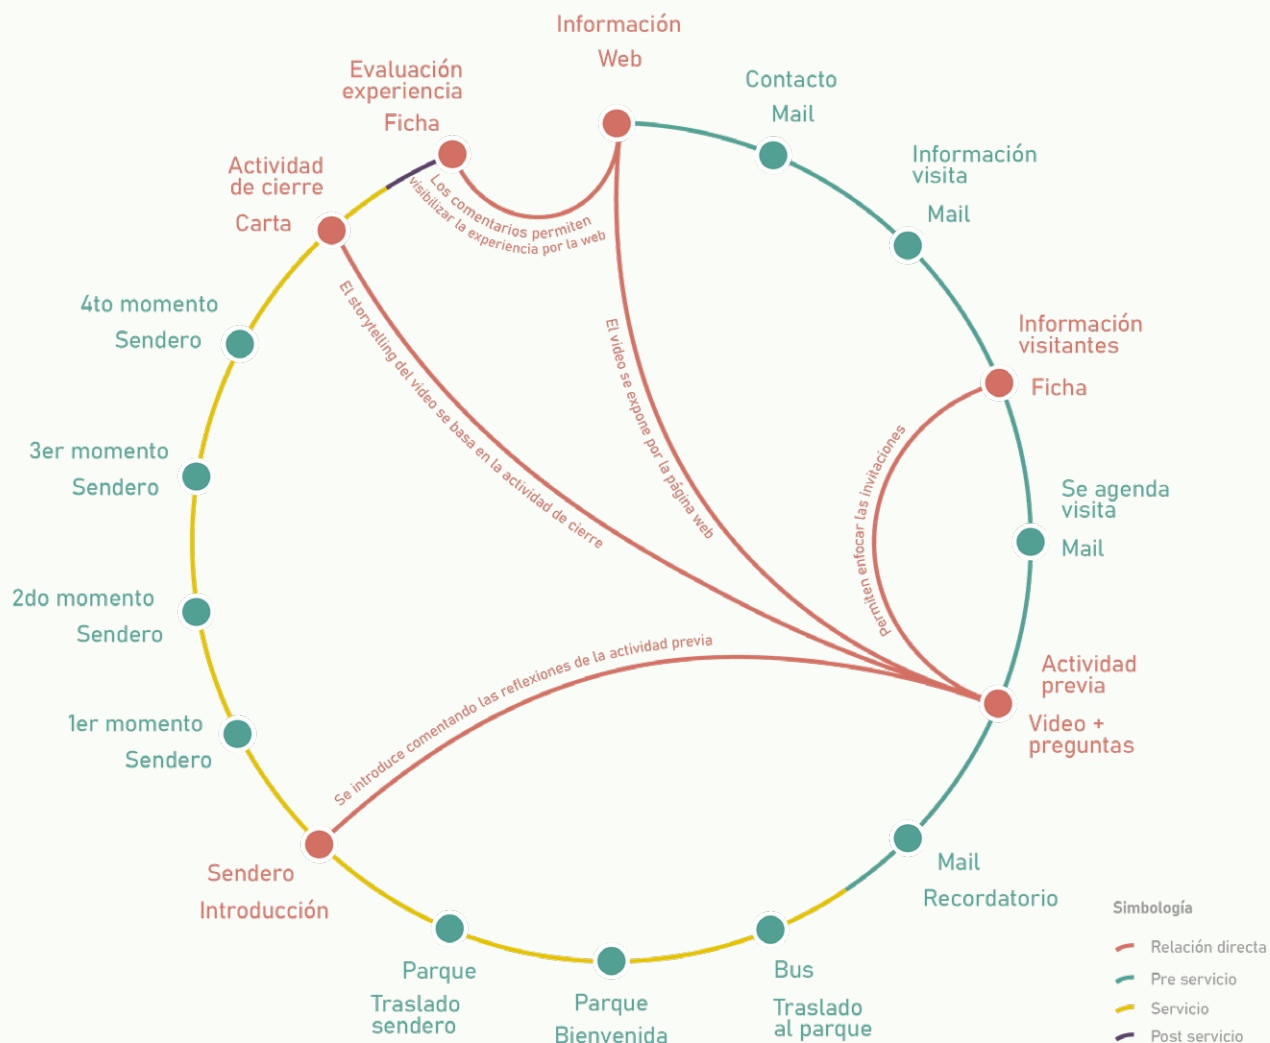 Información
Web
Contacto
Mail
Información
visita
Mail
Información
visitantes
Ficha
Se agenda
visita
Mail
Actividad
previa
Video +
preguntas
Mail
Recordatorio
Bus
Traslado
al parque
Parque
Bienvenida
Parque
Traslado
sendero
Sendero
Introducción
1er momento
Sendero
2do momento
Sendero
3er momento
Sendero
4to momento
Sendero
Actividad
de cierre
Carta
Evaluación
experiencia
Ficha
Los comentarios permiten
visibilizar la experiencia por la web
El storytelling del video se basa en la actividad de cierre
El video se expone por la página web
Permiten enfocar las invitaciones
Se introduce comentando las reflexiones de la actividad previa
Simbología
Relación directa
Pre servicio
Servicio
Post servicio